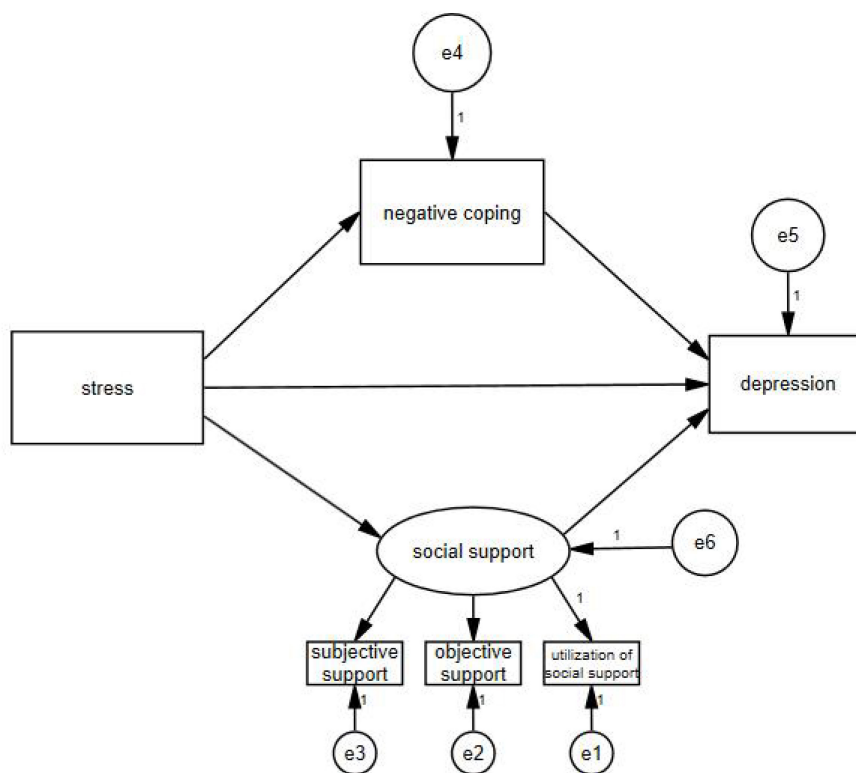 e4
1
negative coping
e5
1
stress
depression
social support
1
e6
1
subjective
support
objective
support
utilization of
social support
1
1
1
e3
e2
e1